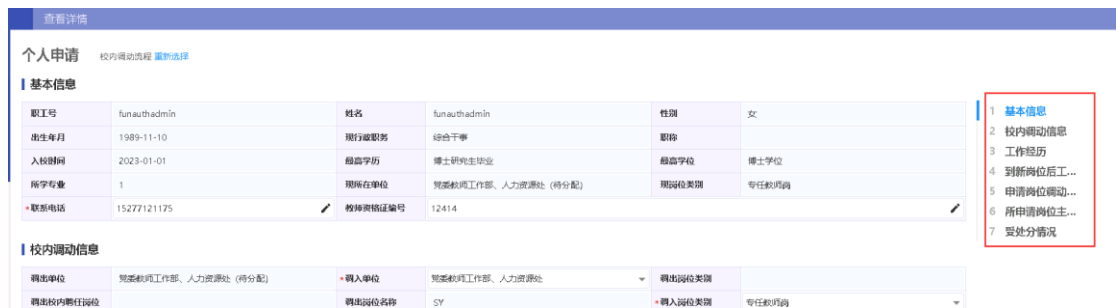 查看详情
个人申请 校内调动流程 重新选择
基本信息
职工号 funauthadmin 姓名 funauthadmin 性别 女
出生年月 1989-11-10 现行政职务 综合干事 职称
入校时间 2023-01-01 最高学历 博士研究生毕业 最高学位 博士学位
所学专业 1 现所在单位 党委教师工作部、人力资源处（待分配） 现岗位类别 专任教师岗
*联系电话 15277121175 教师资格证编号 12414
校内调动信息
调出单位 党委教师工作部、人力资源处（待分配） *调入单位 党委教师工作部、人力资源处 调出岗位类别
调出校内聘任岗位 调出岗位名称 SY *调入岗位类别 专任教师岗
1 基本信息
2 校内调动信息
3 工作经历
4 到新岗位后工...
5 申请岗位调动...
6 所申请岗位主...
7 受处分情况